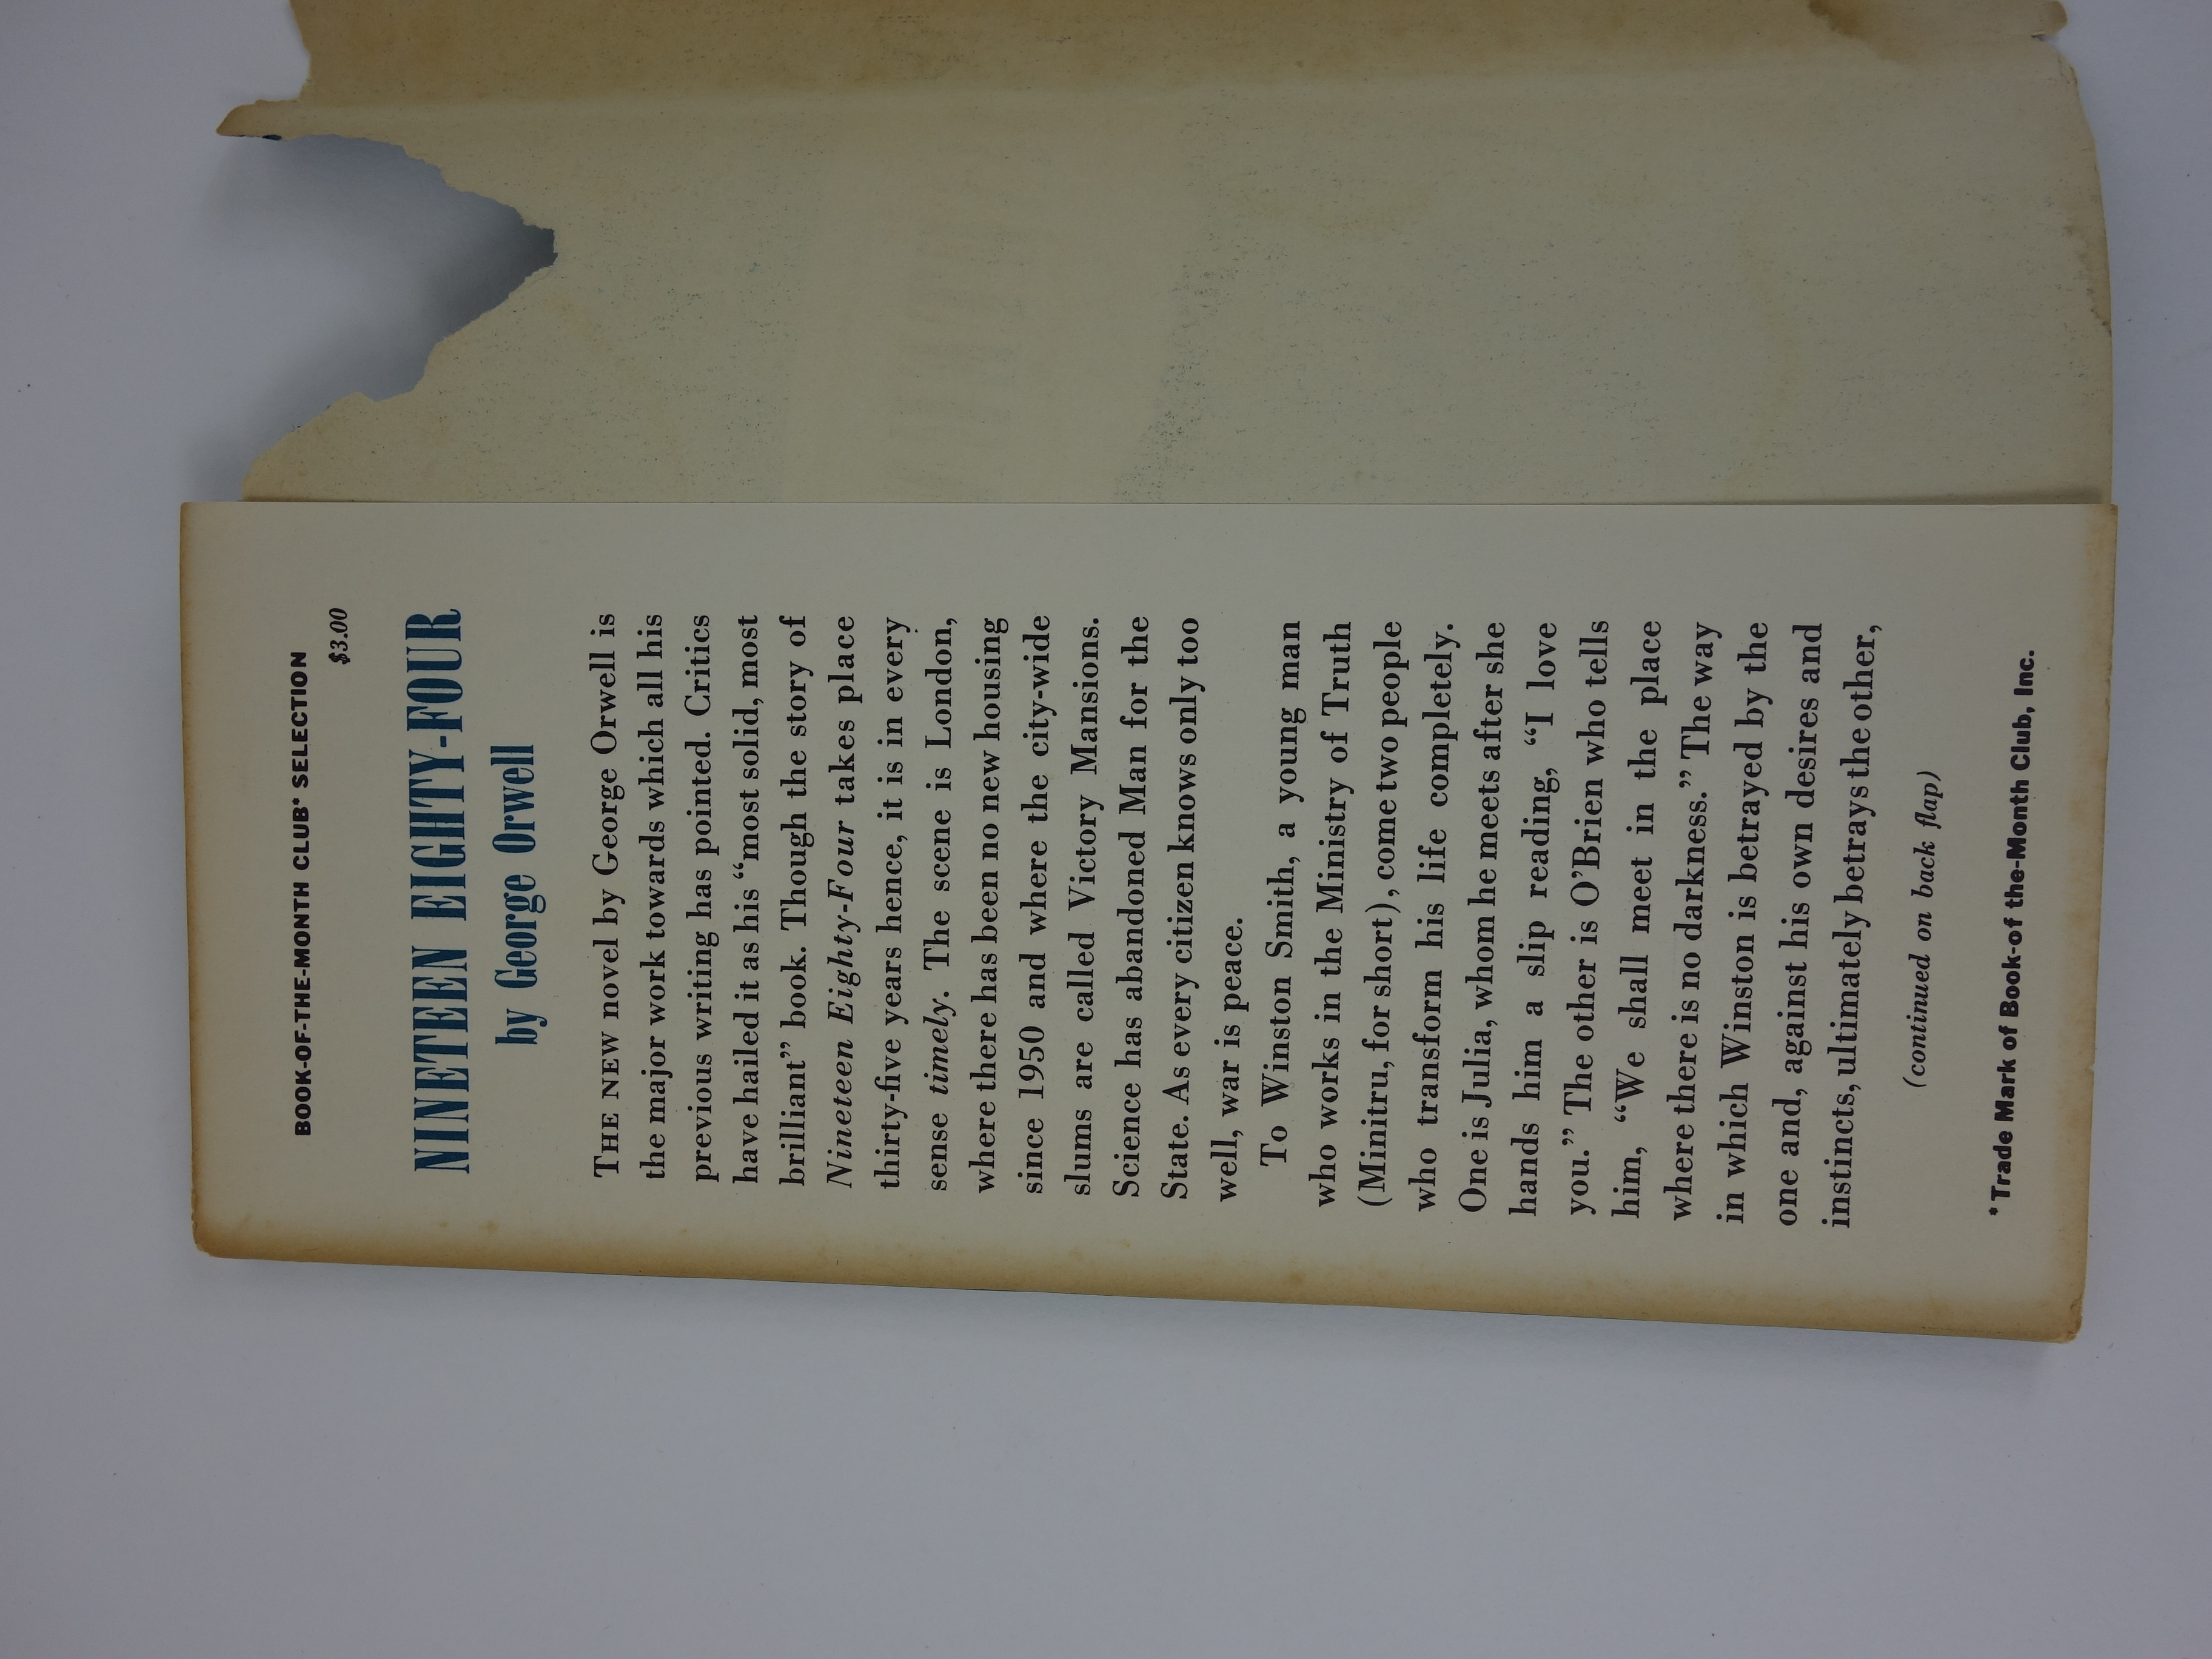 BOOK-OF-THE-MONTH CLUB* SELECTION
$3.00
NINETEEN EIGHTY-FOUR
by George Orwell
THE NEW novel by George Orwell is
the major work towards which all his
previous writing has pointed. Critics
have hailed it as his “most solid, most
brilliant” book. Though the story of
Nineteen Eighty-Four takes place
thirty-five years hence, it is in every
sense timely. The scene is London,
where there has been no new housing
since 1950 and where the city-wide
slums are called Victory Mansions.
Science has abandoned Man for the
State. As every citizen knows only too
well, war is peace.
To Winston Smith, a young man
who works in the Ministry of Truth
(Minitru, for short), come two people
who transform his life completely.
One is Julia, whom he meets after she
hands him a slip reading, “I love
you.” The other is O’Brien who tells
him, “We shall meet in the place
where there is no darkness.” The way
in which Winston is betrayed by the
one and, against his own desires and
instincts, ultimately betrays the other,
(continued on back flap)
*Trade Mark of Book-of the-Month Club, Inc.